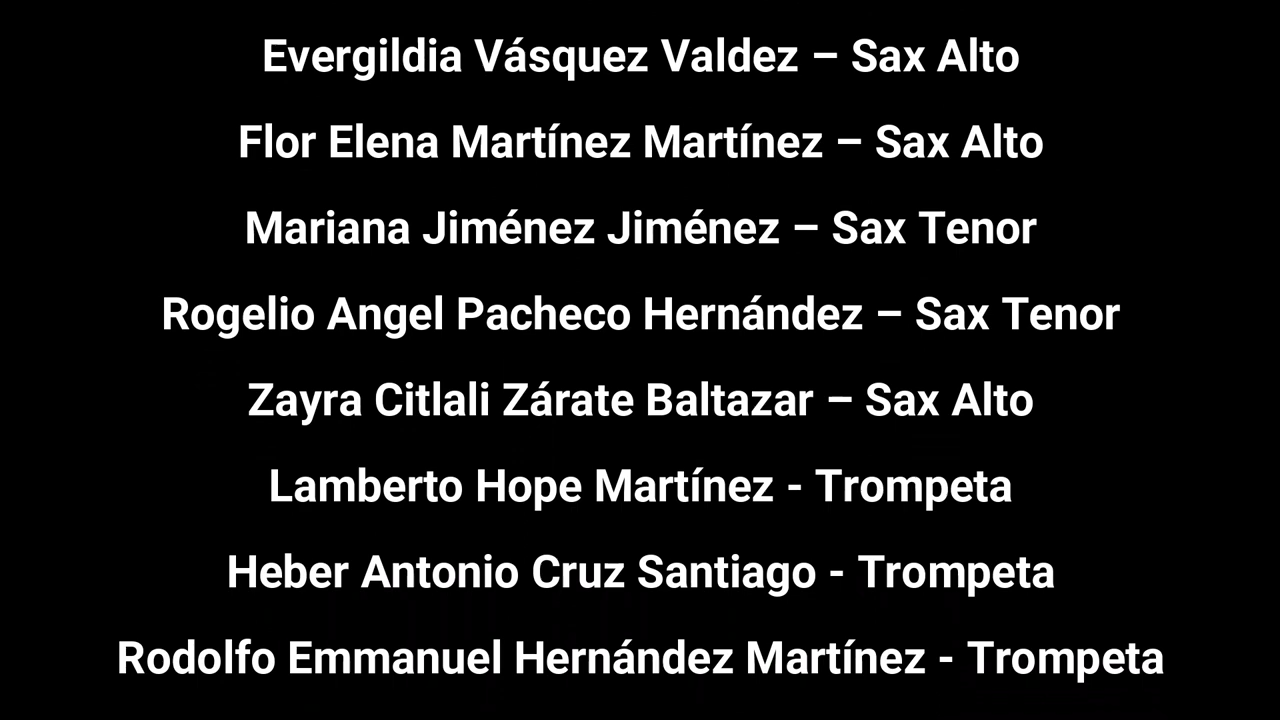 Evergildia Vásquez Valdez – Sax Alto
Flor Elena Martínez Martínez – Sax Alto
Mariana Jiménez Jiménez – Sax Tenor
Rogelio Angel Pacheco Hernández – Sax Tenor
Zayra Citlali Zárate Baltazar – Sax Alto
Lamberto Hope Martínez - Trompeta
Heber Antonio Cruz Santiago - Trompeta
Rodolfo Emmanuel Hernández Martínez - Trompeta